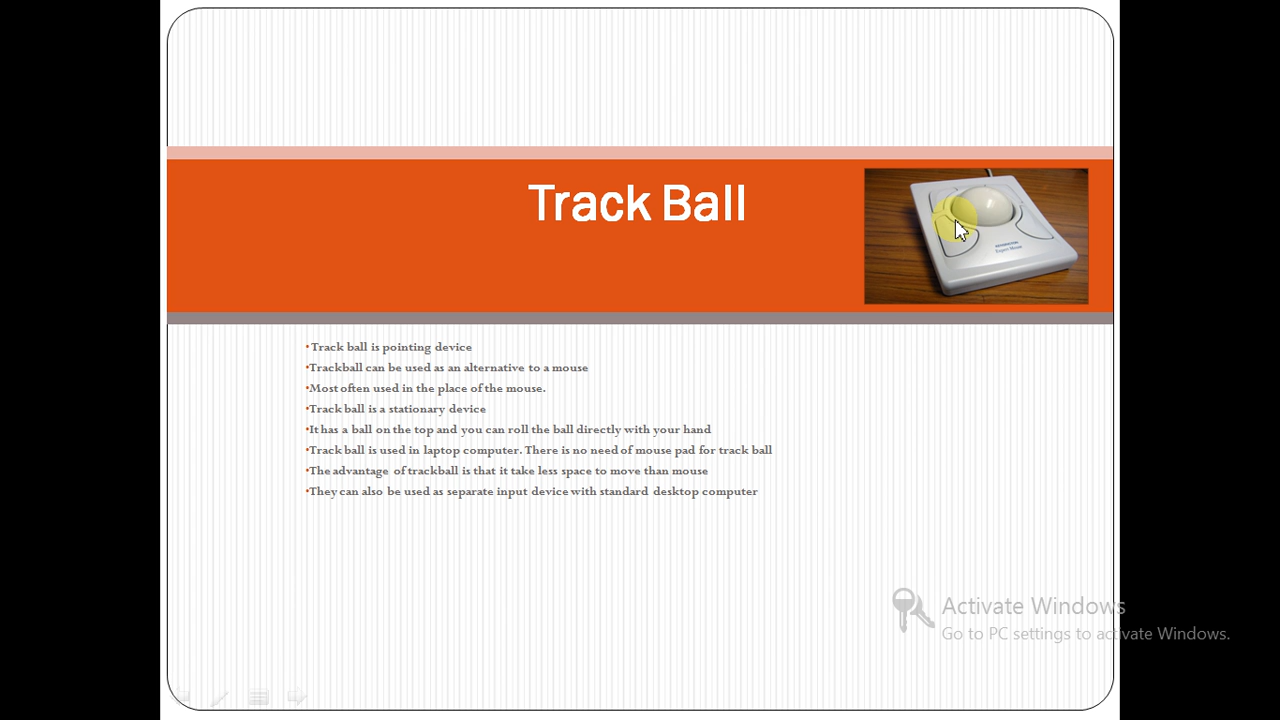 Track Ball
Expert Mouse
•Track ball is pointing device
•Trackball can be used as an alternative to a mouse
•Most often used in the place of the mouse.
•Track ball is a stationary device
•It has a ball on the top and you can roll the ball directly with your hand
•Track ball is used in laptop computer. There is no need of mouse pad for track ball
•The advantage of trackball is that it take less space to move than mouse
•They can also be used as separate input device with standard desktop computer
Activate Windows
Go to PC settings to activate Windows.